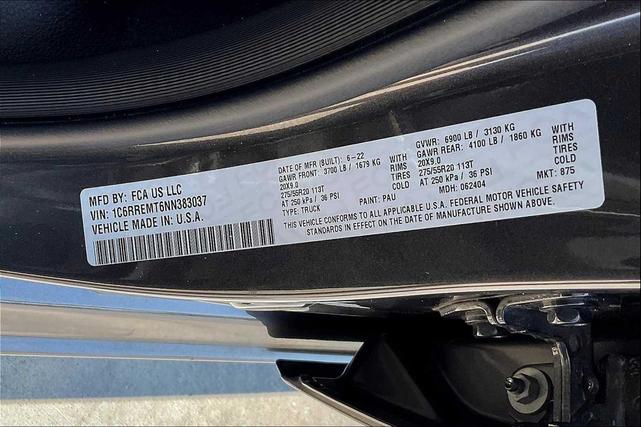 MFD BY: FCA US LLC
VIN: 1C6RREMT6NN383037
VEHICLE MADE IN U.S.A.
DATE OF MFR (BUILT): 6-22
GAWR FRONT: 3700 LB / 1679 KG WITH
20X9.0 RIMS
275/55R20 113T TIRES
AT 250 kPa / 36 PSI COLD
TYPE: TRUCK PAINT: PAU
GVWR: 6900 LB / 3130 KG
GAWR REAR: 4100 LB / 1860 KG WITH
20X9.0 RIMS
275/55R20 113T TIRES
AT 250 kPa / 36 PSI COLD
MDH: 062404 MKT: 875
THIS VEHICLE CONFORMS TO ALL APPLICABLE U.S.A. FEDERAL MOTOR VEHICLE SAFETY
STANDARDS IN EFFECT ON THE DATE OF MANUFACTURE SHOWN ABOVE.